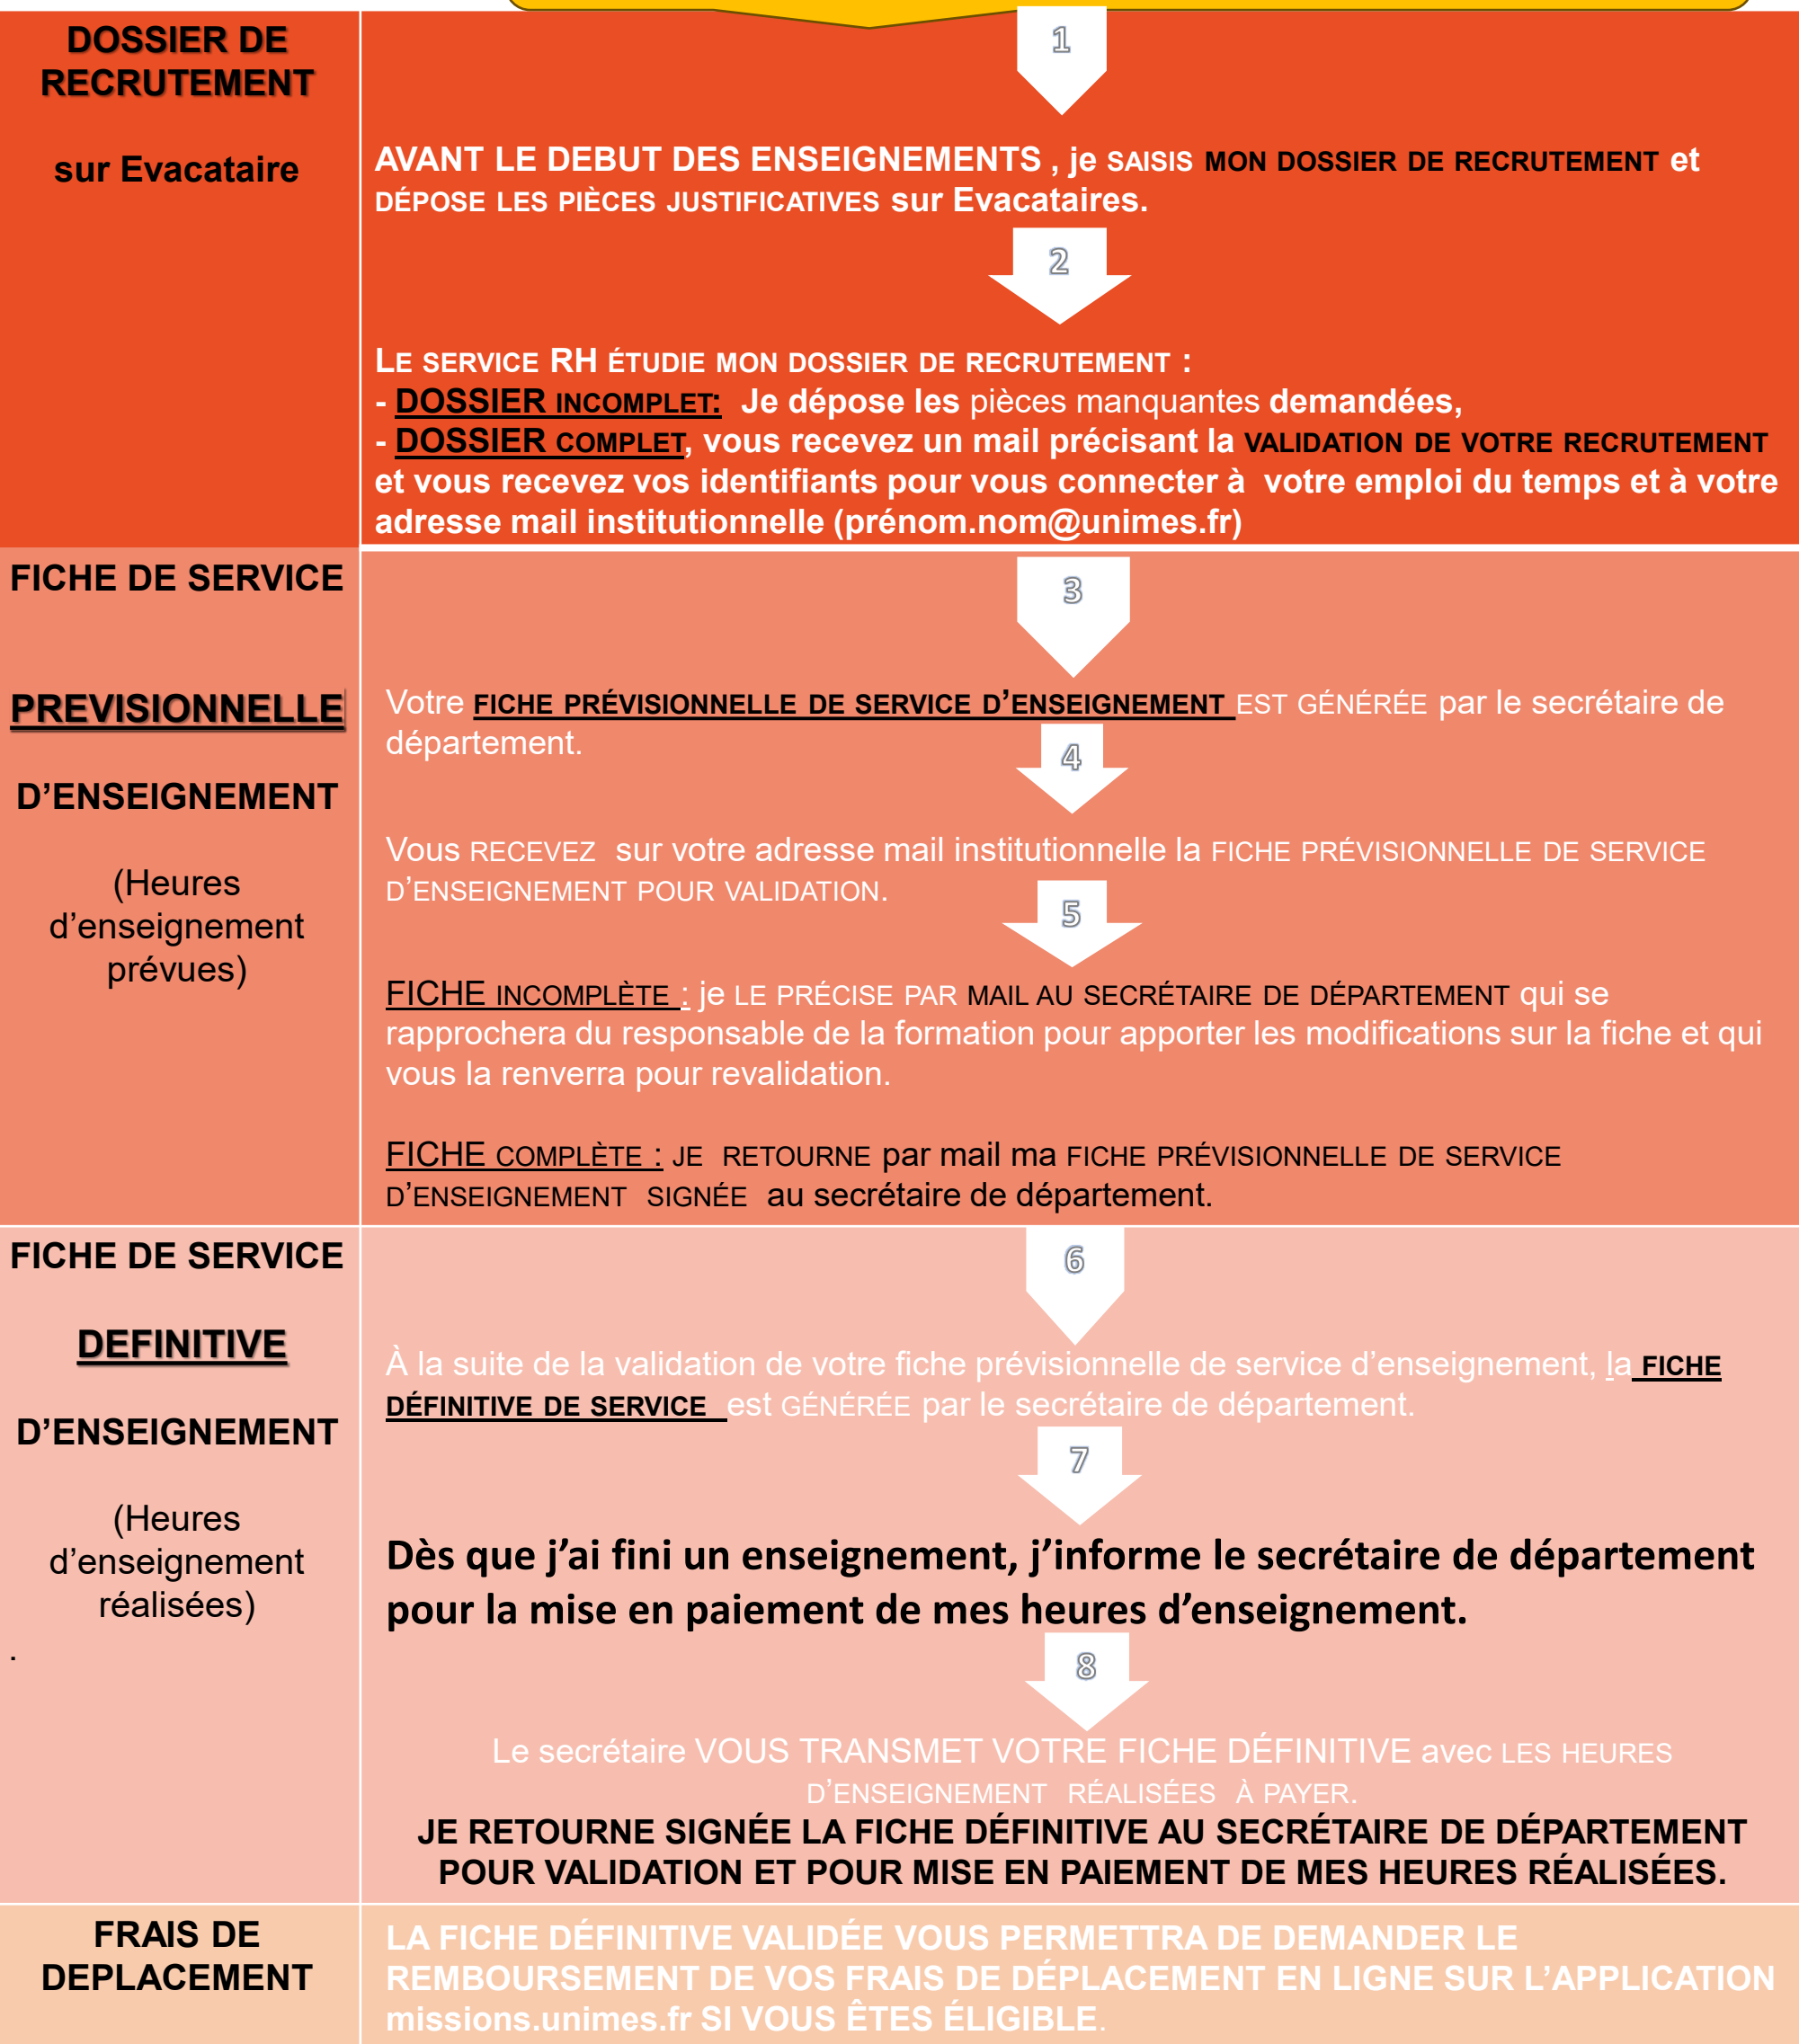 DOSSIER DE
RECRUTEMENT
sur Evacataire
1
AVANT LE DEBUT DES ENSEIGNEMENTS , je SAISIS MON DOSSIER DE RECRUTEMENT et
DÉPOSE LES PIÈCES JUSTIFICATIVES sur Evacataires.
2
LE SERVICE RH ÉTUDIE MON DOSSIER DE RECRUTEMENT :
- DOSSIER INCOMPLET: Je dépose les pièces manquantes demandées,
- DOSSIER COMPLET, vous recevez un mail précisant la VALIDATION DE VOTRE RECRUTEMENT
et vous recevez vos identifiants pour vous connecter à votre emploi du temps et à votre
adresse mail institutionnelle (prénom.nom@unimes.fr)
FICHE DE SERVICE
PREVISIONNELLE
D’ENSEIGNEMENT
(Heures
d’enseignement
prévues)
3
Votre FICHE PRÉVISIONNELLE DE SERVICE D’ENSEIGNEMENT EST GÉNÉRÉE par le secrétaire de
département.
4
Vous RECEVEZ sur votre adresse mail institutionnelle la FICHE PRÉVISIONNELLE DE SERVICE
D’ENSEIGNEMENT POUR VALIDATION.
5
FICHE INCOMPLÈTE : je LE PRÉCISE PAR MAIL AU SECRÉTAIRE DE DÉPARTEMENT qui se
rapprochera du responsable de la formation pour apporter les modifications sur la fiche et qui
vous la renverra pour revalidation.
FICHE COMPLÈTE : JE RETOURNE par mail ma FICHE PRÉVISIONNELLE DE SERVICE
D’ENSEIGNEMENT SIGNÉE au secrétaire de département.
FICHE DE SERVICE
DEFINITIVE
D’ENSEIGNEMENT
(Heures
d’enseignement
réalisées)
.
6
À la suite de la validation de votre fiche prévisionnelle de service d’enseignement, la FICHE
DÉFINITIVE DE SERVICE est GÉNÉRÉE par le secrétaire de département.
7
Dès que j’ai fini un enseignement, j’informe le secrétaire de département
pour la mise en paiement de mes heures d’enseignement.
8
Le secrétaire VOUS TRANSMET VOTRE FICHE DÉFINITIVE avec LES HEURES
D’ENSEIGNEMENT RÉALISÉES À PAYER.
JE RETOURNE SIGNÉE LA FICHE DÉFINITIVE AU SECRÉTAIRE DE DÉPARTEMENT
POUR VALIDATION ET POUR MISE EN PAIEMENT DE MES HEURES RÉALISÉES.
FRAIS DE
DEPLACEMENT
LA FICHE DÉFINITIVE VALIDÉE VOUS PERMETTRA DE DEMANDER LE
REMBOURSEMENT DE VOS FRAIS DE DÉPLACEMENT EN LIGNE SUR L’APPLICATION
missions.unimes.fr SI VOUS ÊTES ÉLIGIBLE.